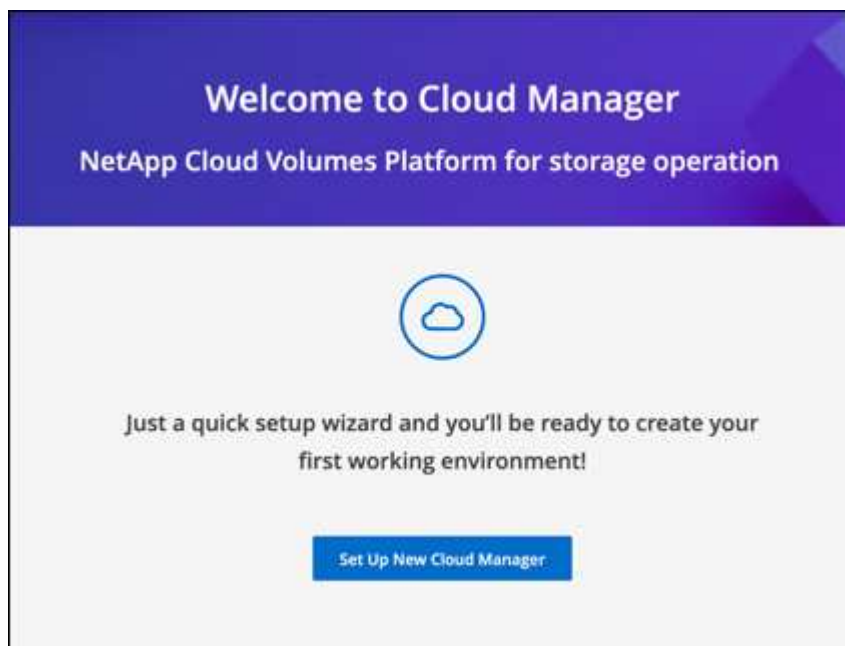 Welcome to Cloud Manager
NetApp Cloud Volumes Platform for storage operation
Just a quick setup wizard and you'll be ready to create your
first working environment!
Set Up New Cloud Manager